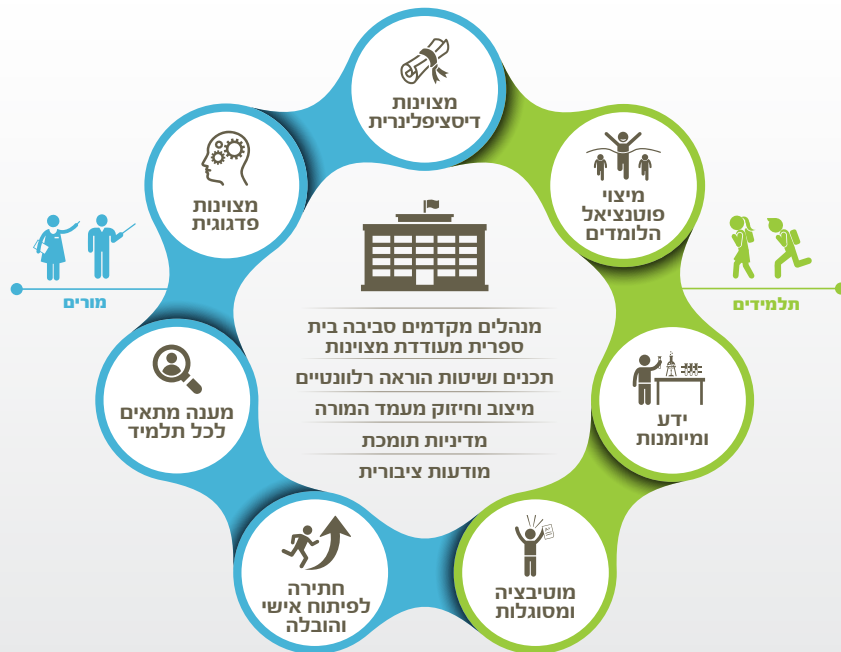 מצוינות
דיסציפלינרית
מיצוי
פוטנציאל
הלומדים
תלמידים
ידע
ומיומנות
מוטיבציה
ומסוגלות
חתירה
לפיתוח אישי
והובלה
מענה מתאים
לכל תלמיד
מורים
מצוינות
פדגוגית
מנהלים מקדמים סביבה בית
ספרית מעודדת מצוינות
תכנים ושיטות הוראה רלוונטיים
מיצוב וחיזוק מעמד המורה
מדיניות תומכת
מודעות ציבורית